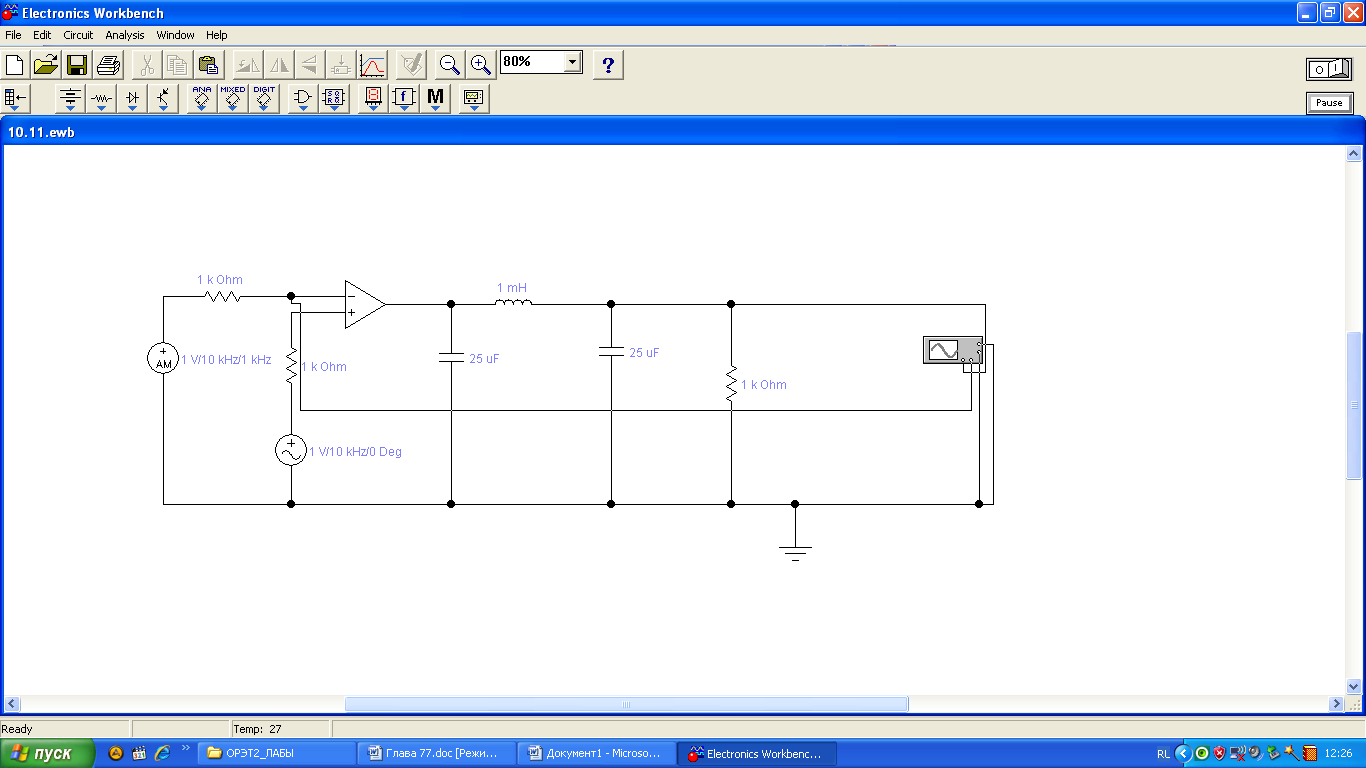 Electronics Workbench
File Edit Circuit Analysis Window Help
80%
?
O I
ANA MIXED DIGIT
f M
Pause
10.11.ewb
1 k Ohm
1 mH
AM 1 V/10 kHz/1 kHz
1 k Ohm
25 uF
25 uF
1 k Ohm
1 V/10 kHz/0 Deg
Ready
Temp: 27
пуск
ОРЭТ2_ЛАБЫ
Глава 77.doc [Режи...
Документ1 - Microso...
Electronics Workbenc...
RL
12:26